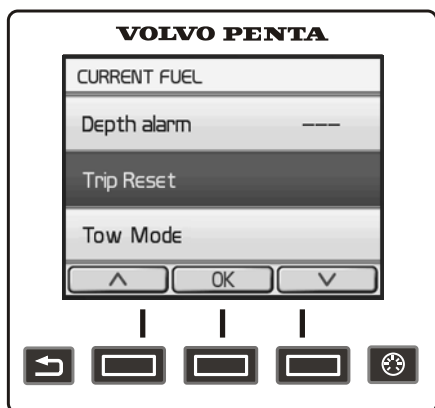 VOLVO PENTA
CURRENT FUEL
Depth alarm ---
Trip Reset
Tow Mode
OK